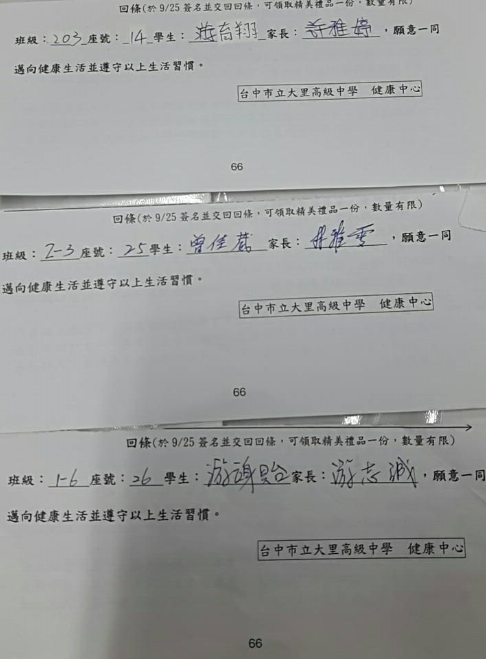 回條(於 9/25 簽名並交回回條，可領取精美禮品一份，數量有限)
班級：203 座號：14 學生：莊育翔 家長：許雅婷，願意一同
邁向健康生活並遵守以上生活習慣。
台中市立大里高級中學 健康中心
66
回條(於 9/25 簽名並交回回條，可領取精美禮品一份，數量有限)
班級：2-3 座號：25 學生：曾佳葳 家長：雅雯，願意一同
邁向健康生活並遵守以上生活習慣。
台中市立大里高級中學 健康中心
66
回條(於 9/25 簽名並交回回條，可領取精美禮品一份，數量有限)
班級：1-6 座號：26 學生：游 家長：游志誠，願意一同
邁向健康生活並遵守以上生活習慣。
台中市立大里高級中學 健康中心
66